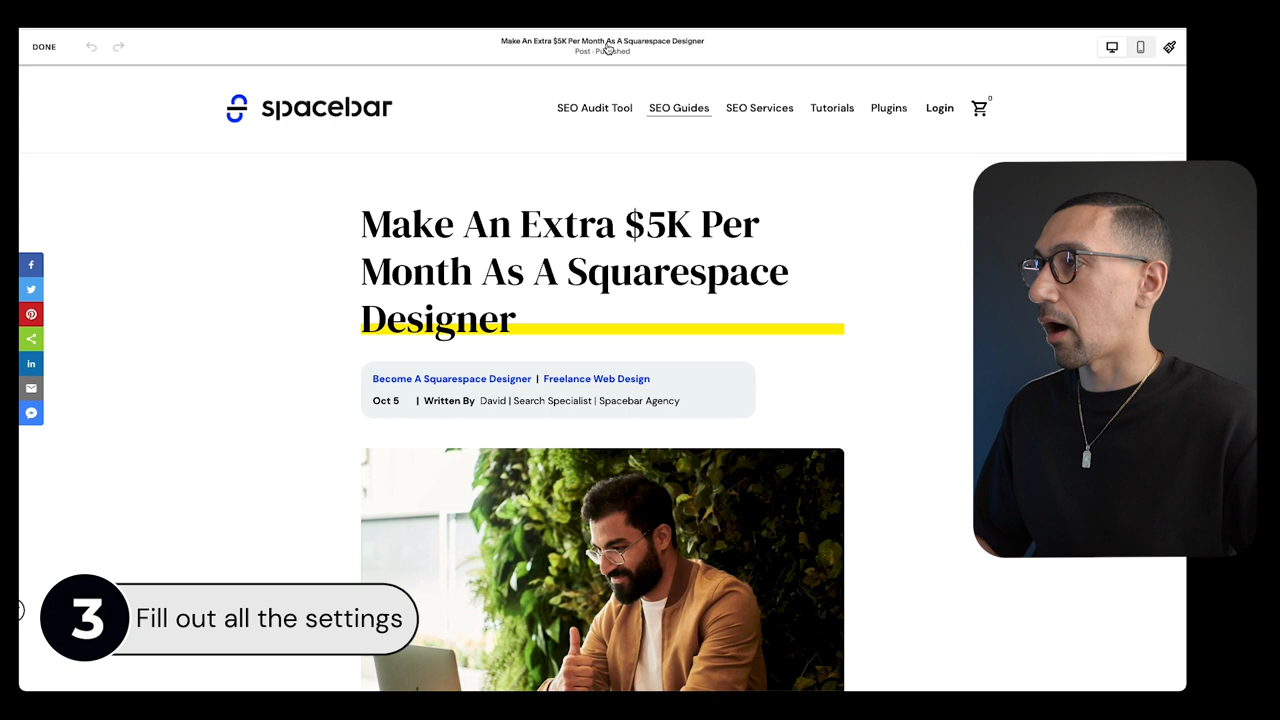 DONE
Make An Extra $5K Per Month As A Squarespace Designer
Post · Published
spacebar
SEO Audit Tool
SEO Guides
SEO Services
Tutorials
Plugins
Login
0
Make An Extra $5K Per
Month As A Squarespace
Designer
Become A Squarespace Designer | Freelance Web Design
Oct 5 | Written By David | Search Specialist | Spacebar Agency
3 Fill out all the settings